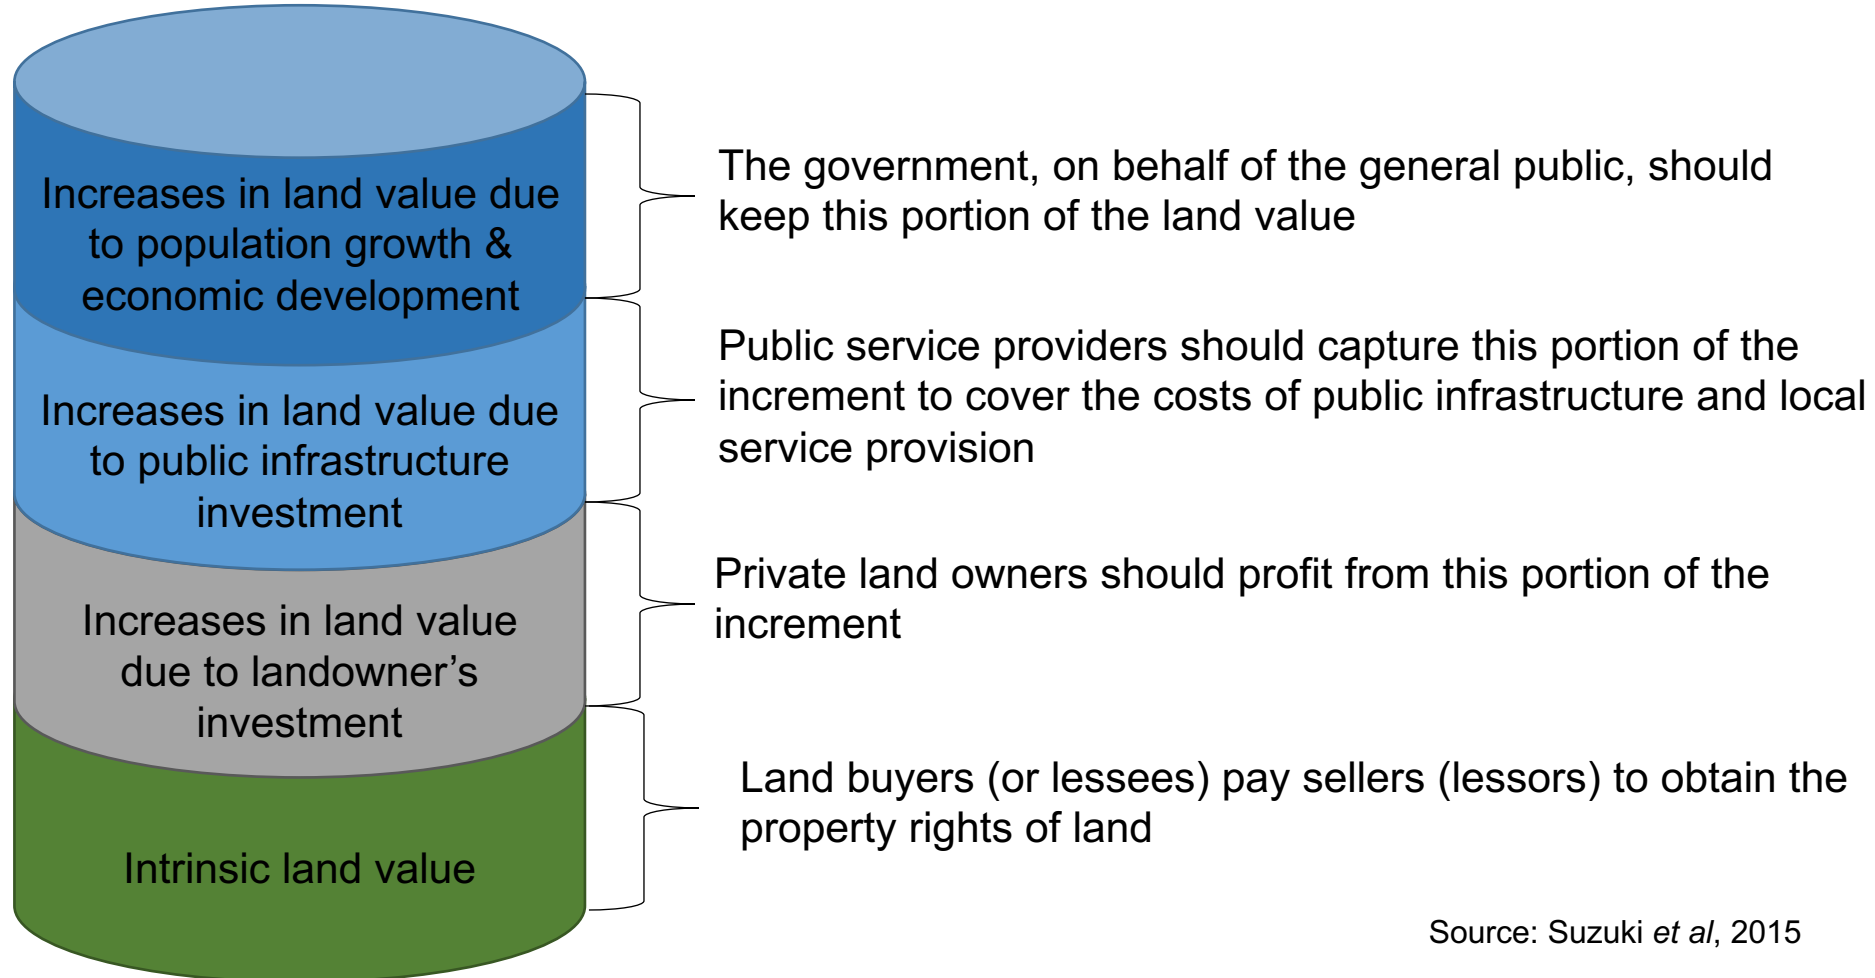 Increases in land value due
to population growth &
economic development
The government, on behalf of the general public, should
keep this portion of the land value
Increases in land value due
to public infrastructure
investment
Public service providers should capture this portion of the
increment to cover the costs of public infrastructure and local
service provision
Increases in land value
due to landowner’s
investment
Private land owners should profit from this portion of the
increment
Intrinsic land value
Land buyers (or lessees) pay sellers (lessors) to obtain the
property rights of land
Source: Suzuki et al, 2015